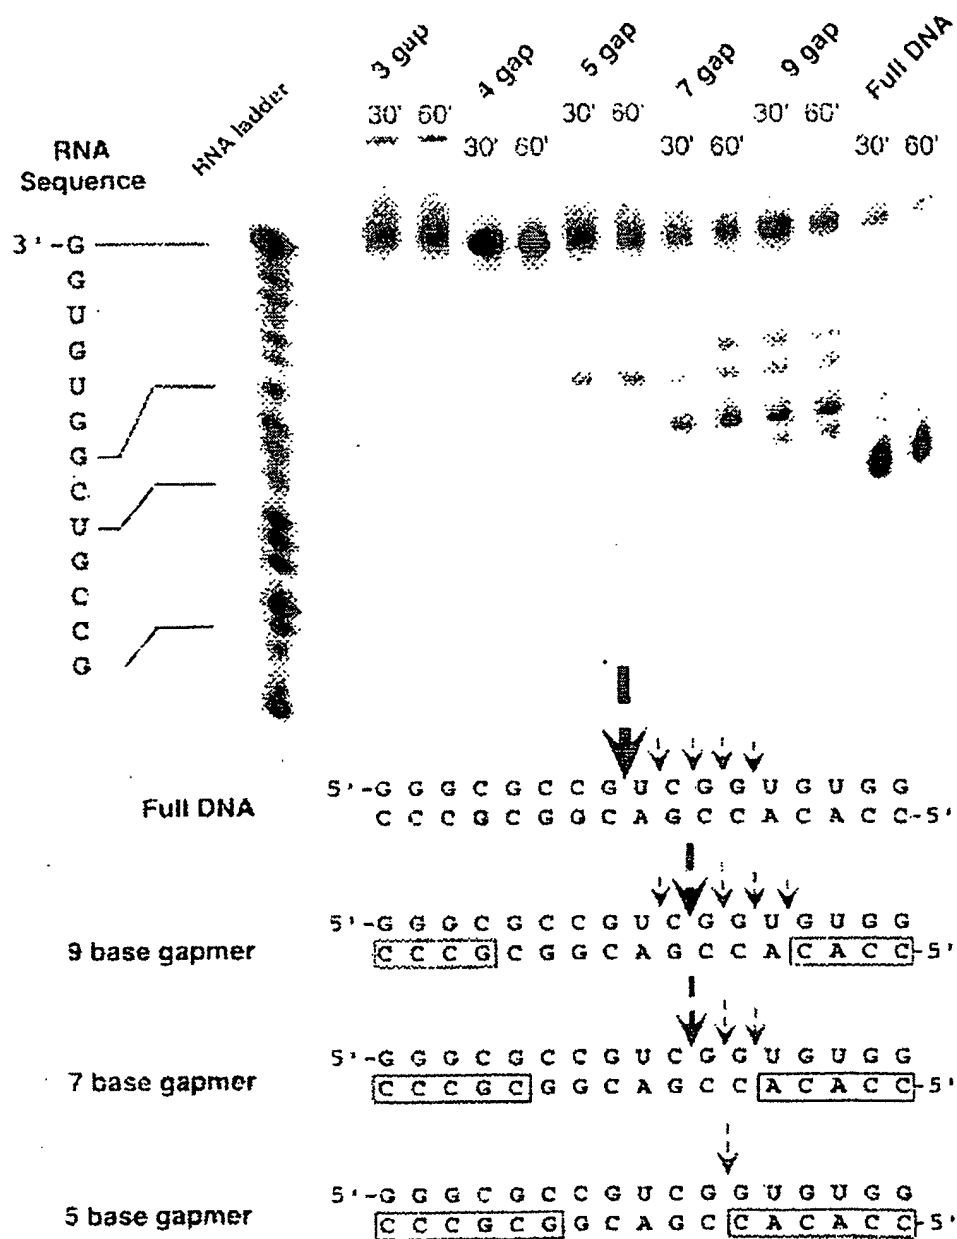 3 gap
4 gap
5 gap
7 gap
9 gap
Full DNA
30' 60'
30' 60'
30' 60'
30' 60'
30' 60'
30' 60'
RNA ladder
RNA
Sequence
3'-G
G
U
G
U
G
G
C
U
G
C
C
G
5'-G G G C G C C G U C G G U G U G G
Full DNA
C C C G C G G C A G C C A C A C C-5'
5'-G G G C G C C G U C G G U G U G G
9 base gapmer
C C C G C G G C A G C C A C A C C-5'
5'-G G G C G C C G U C G G U G U G G
7 base gapmer
C C C G C G G C A G C C A C A C C-5'
5'-G G G C G C C G U C G G U G U G G
5 base gapmer
C C C G C G G C A G C C A C A C C-5'